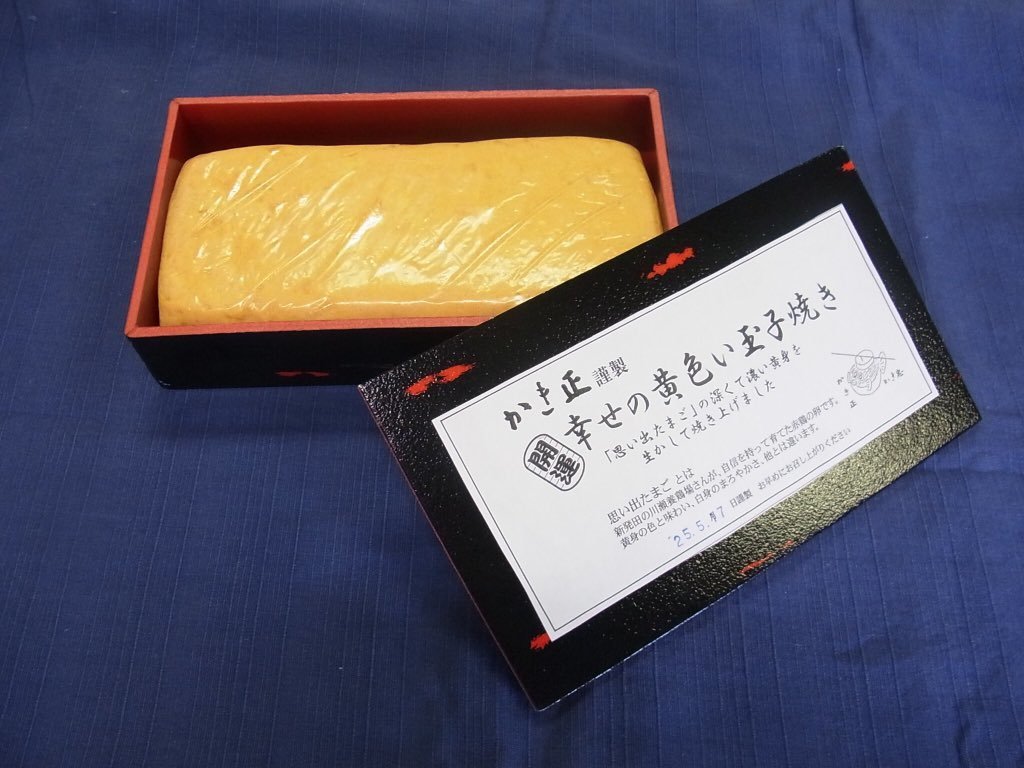 かき正 謹製
開運
幸せの黄色い玉子焼き
「思い出たまご」の深くて濃い黄身を
生かして焼き上げました
思い出たまご とは
新発田の川瀬養鶏場さんが、自信を持って育てた赤鶏の卵です。
黄身の色と味わい、白身のまろやかさ、他とは違います。
'25.5.月7 日謹製 お早めにお召し上がりください
かき正